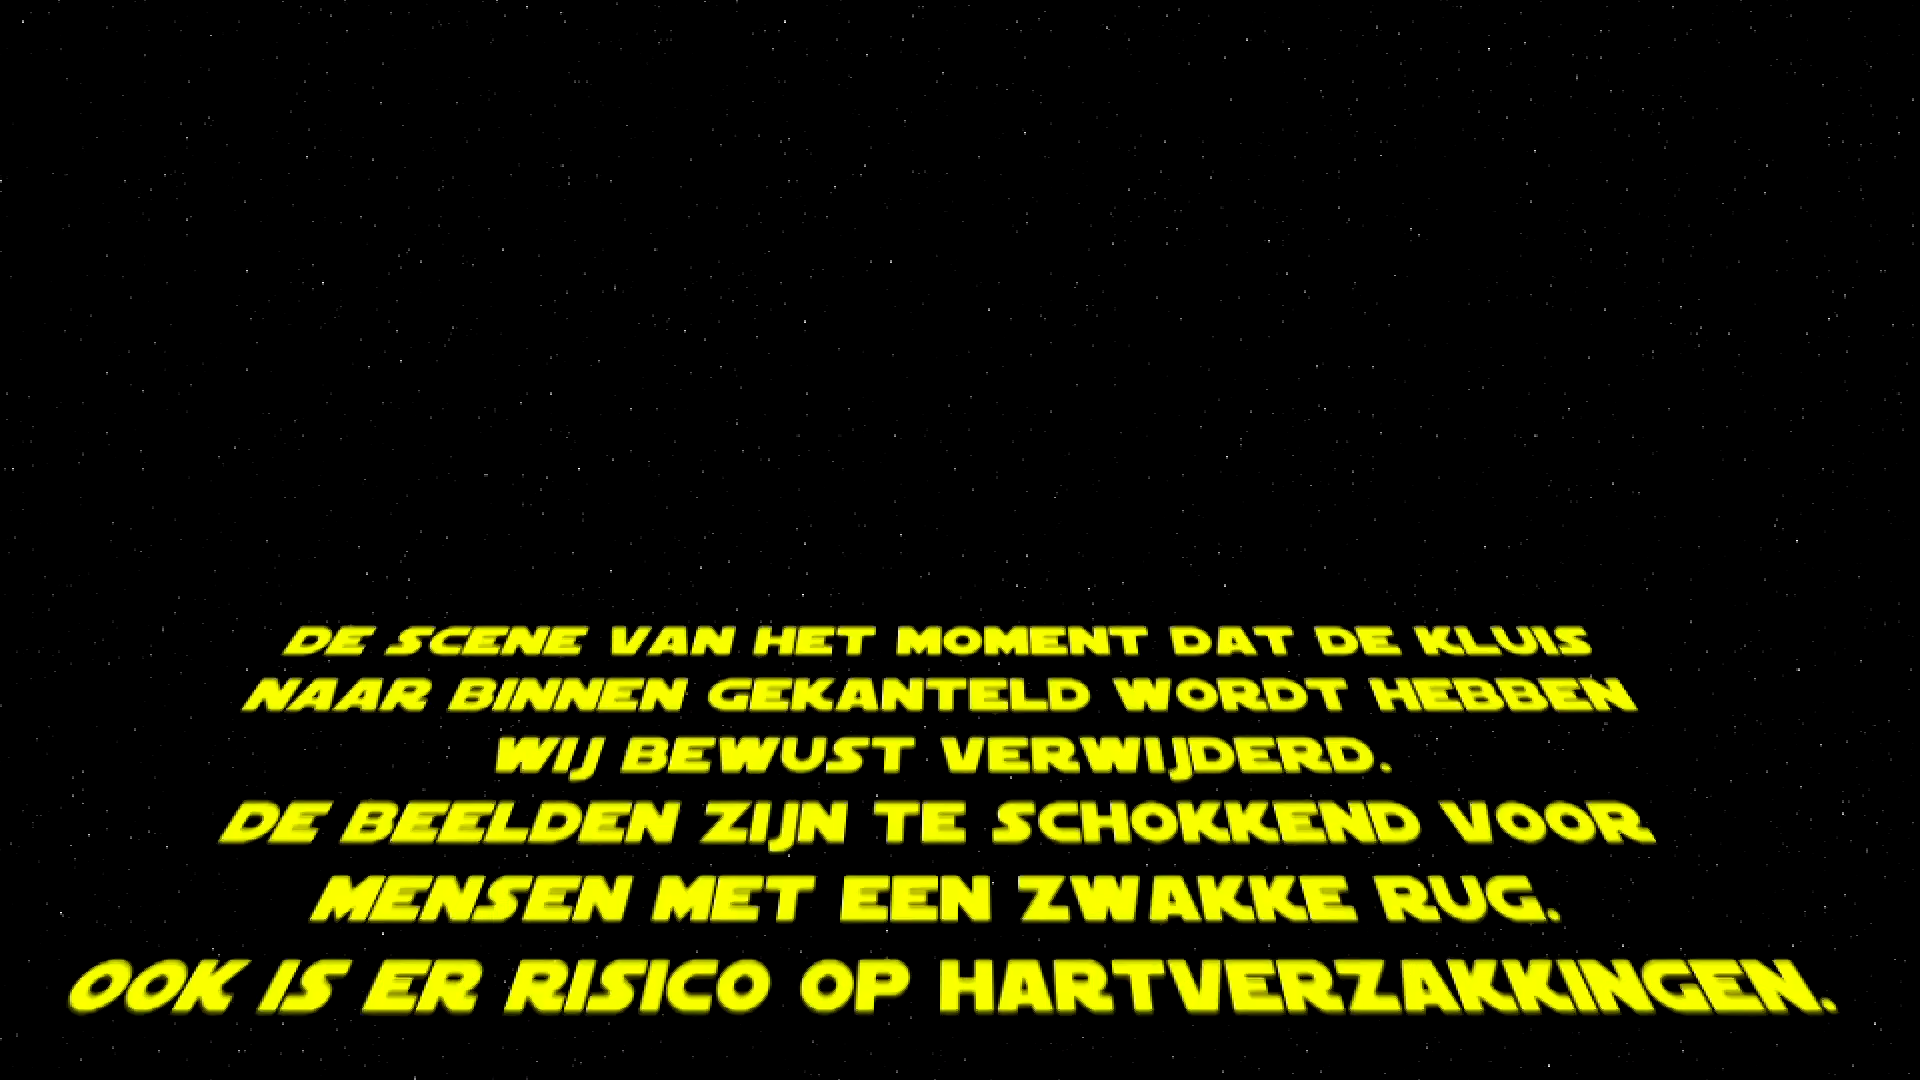 DE SCENE VAN HET MOMENT DAT DE KLUIS
NAAR BINNEN GEKANTELD WORDT HEBBEN
WIJ BEWUST VERWIJDERD.
DE BEELDEN ZIJN TE SCHOKKEND VOOR
MENSEN MET EEN ZWAKKE RUG.
OOK IS ER RISICO OP HARTVERZAKKINGEN.